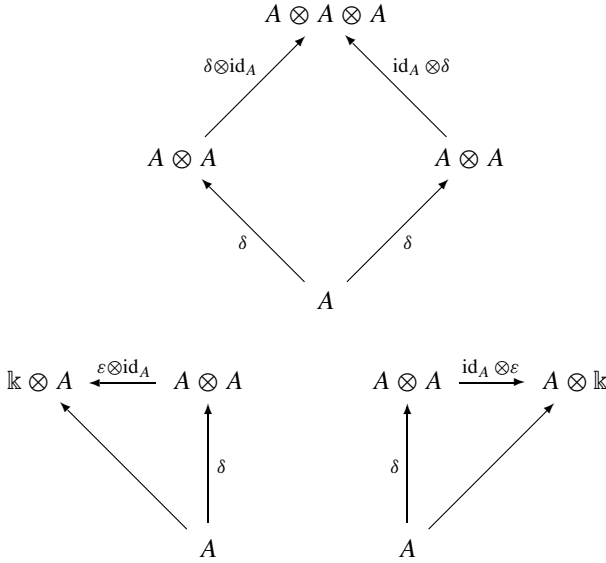 A ⊗ A ⊗ A
δ⊗id_A id_A ⊗δ
A ⊗ A A ⊗ A
δ δ
A
𝕜 ⊗ A ε⊗id_A A ⊗ A A ⊗ A id_A ⊗ε A ⊗ 𝕜
δ δ
A A